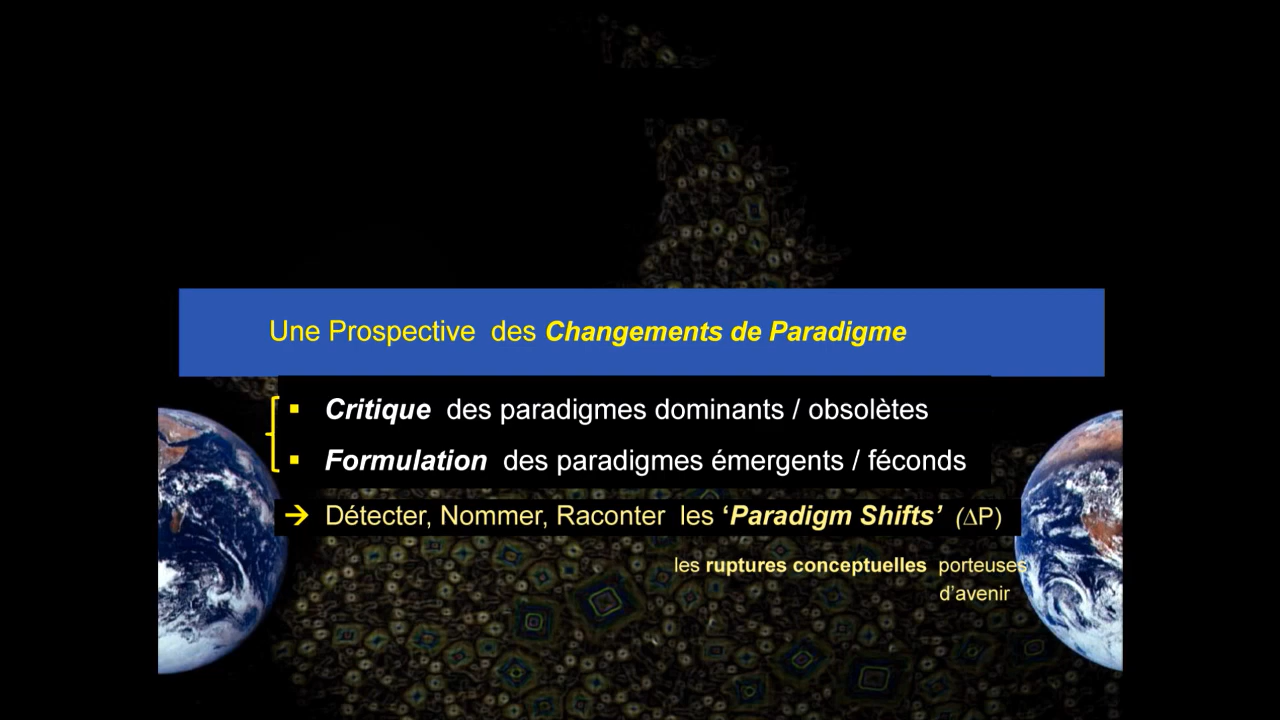 Une Prospective des Changements de Paradigme
▪ Critique des paradigmes dominants / obsolètes
▪ Formulation des paradigmes émergents / féconds
→ Détecter, Nommer, Raconter les ‘Paradigm Shifts’ (∆P)
les ruptures conceptuelles porteuses
d’avenir